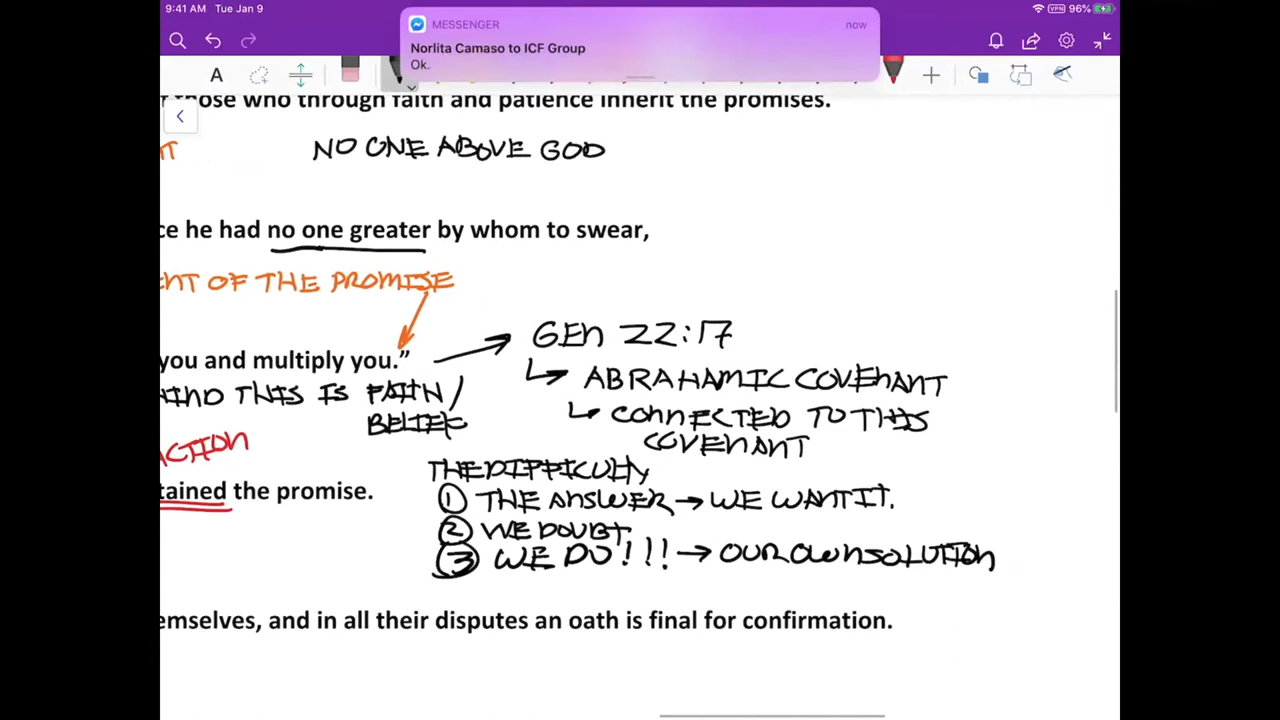 9:41 AM Tue Jan 9
VPN 96%
MESSENGER now
Norlita Camaso to ICF Group
Ok.
A
those who through faith and patience inherit the promises.
NO ONE ABOVE GOD
ce he had no one greater by whom to swear,
ENT OF THE PROMISE
you and multiply you.” → GEN 22:17
↳ ABRAHAMIC COVENANT
HIND THIS IS FAITH /
BELIEF
↳ CONNECTED TO THIS
COVENANT
ACTION
THE DIFFICULTY
tained the promise.
① THE ANSWER → WE WANT IT.
② WE DOUBT.
③ WE DO!!! → OUR OWN SOLUTION
emselves, and in all their disputes an oath is final for confirmation.